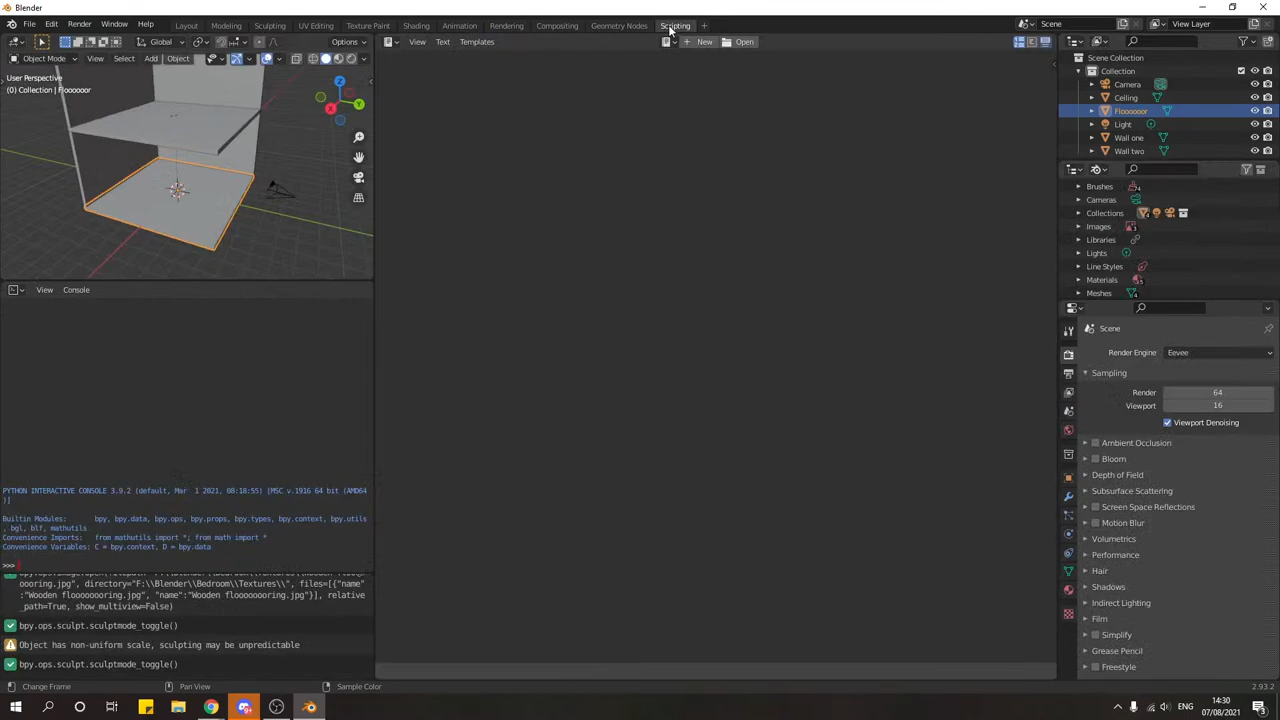 Blender
File Edit Render Window Help
Layout Modeling Sculpting UV Editing Texture Paint Shading Animation Rendering Compositing Geometry Nodes Scripting
Scene
View Layer
Global
Options
Object Mode View Select Add Object
User Perspective
(0) Collection | Floooooor
X Y Z
View Console
PYTHON INTERACTIVE CONSOLE 3.9.2 (default, Mar 1 2021, 08:18:55) [MSC v.1916 64 bit (AMD64
)]
Builtin Modules: bpy, bpy.data, bpy.ops, bpy.props, bpy.types, bpy.context, bpy.utils
, bgl, blf, mathutils
Convenience Imports: from mathutils import *; from math import *
Convenience Variables: C = bpy.context, D = bpy.data
>>>
oooring.jpg", directory="F:\\Blender\\Bedroom\\Textures\\", files=[{"name
":"Wooden flooooooring.jpg", "name":"Wooden flooooooring.jpg"}], relative
_path=True, show_multiview=False)
bpy.ops.sculpt.sculptmode_toggle()
Object has non-uniform scale, sculpting may be unpredictable
bpy.ops.sculpt.sculptmode_toggle()
View Text Templates
New Open
Scene Collection
Collection
Camera
Ceiling
Floooooor
Light
Wall one
Wall two
Brushes
74
Cameras
Collections
4
Images
3
Libraries
Lights
Line Styles
Materials
5
Meshes
4
Scene
Render Engine Eevee
Sampling
Render 64
Viewport 16
Viewport Denoising
Ambient Occlusion
Bloom
Depth of Field
Subsurface Scattering
Screen Space Reflections
Motion Blur
Volumetrics
Performance
Hair
Shadows
Indirect Lighting
Film
Simplify
Grease Pencil
Freestyle
Change Frame Pan View Sample Color
2.93.2
ENG
14:30
07/08/2021